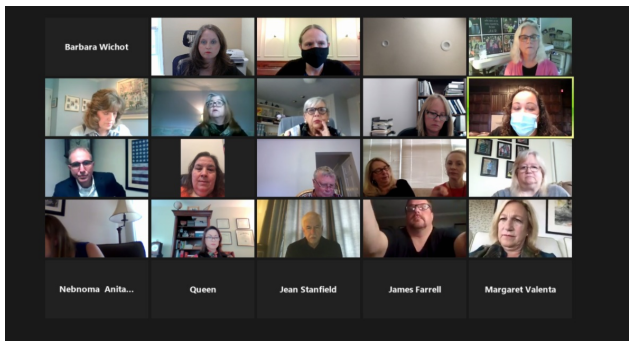 Barbara Wichot
Nebnoma Anita...
Queen
Jean Stanfield
James Farrell
Margaret Valenta